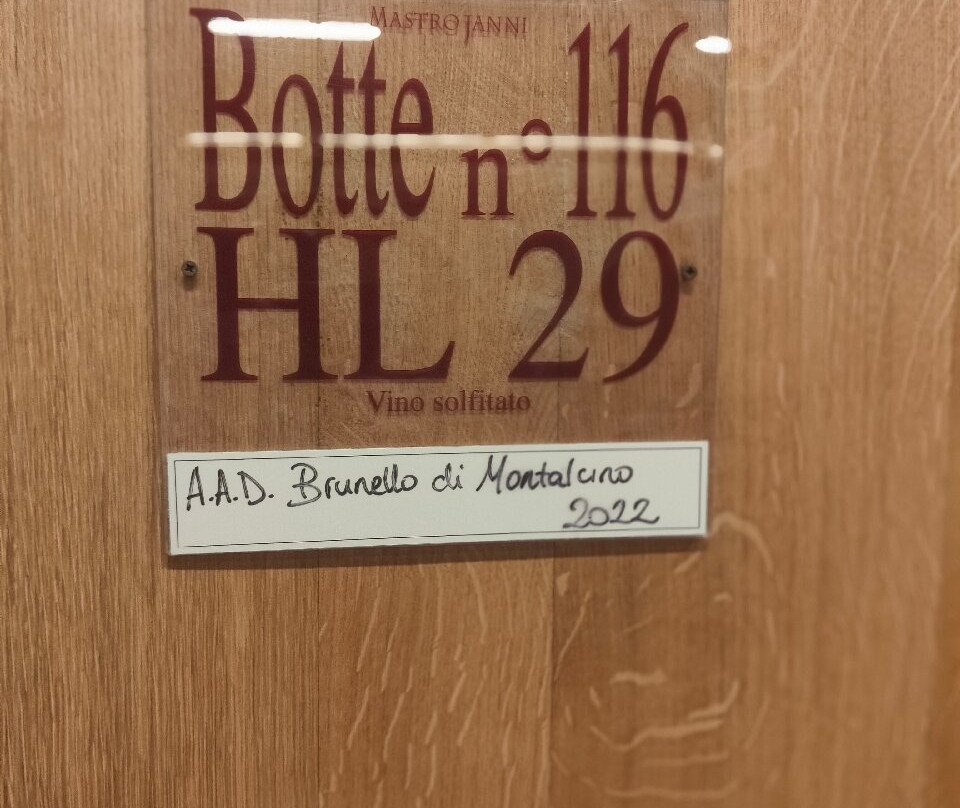 MASTROJANNI
Botte n° 116
HL 29
Vino solfitato
A.A.D. Brunello di Montalcino
2022